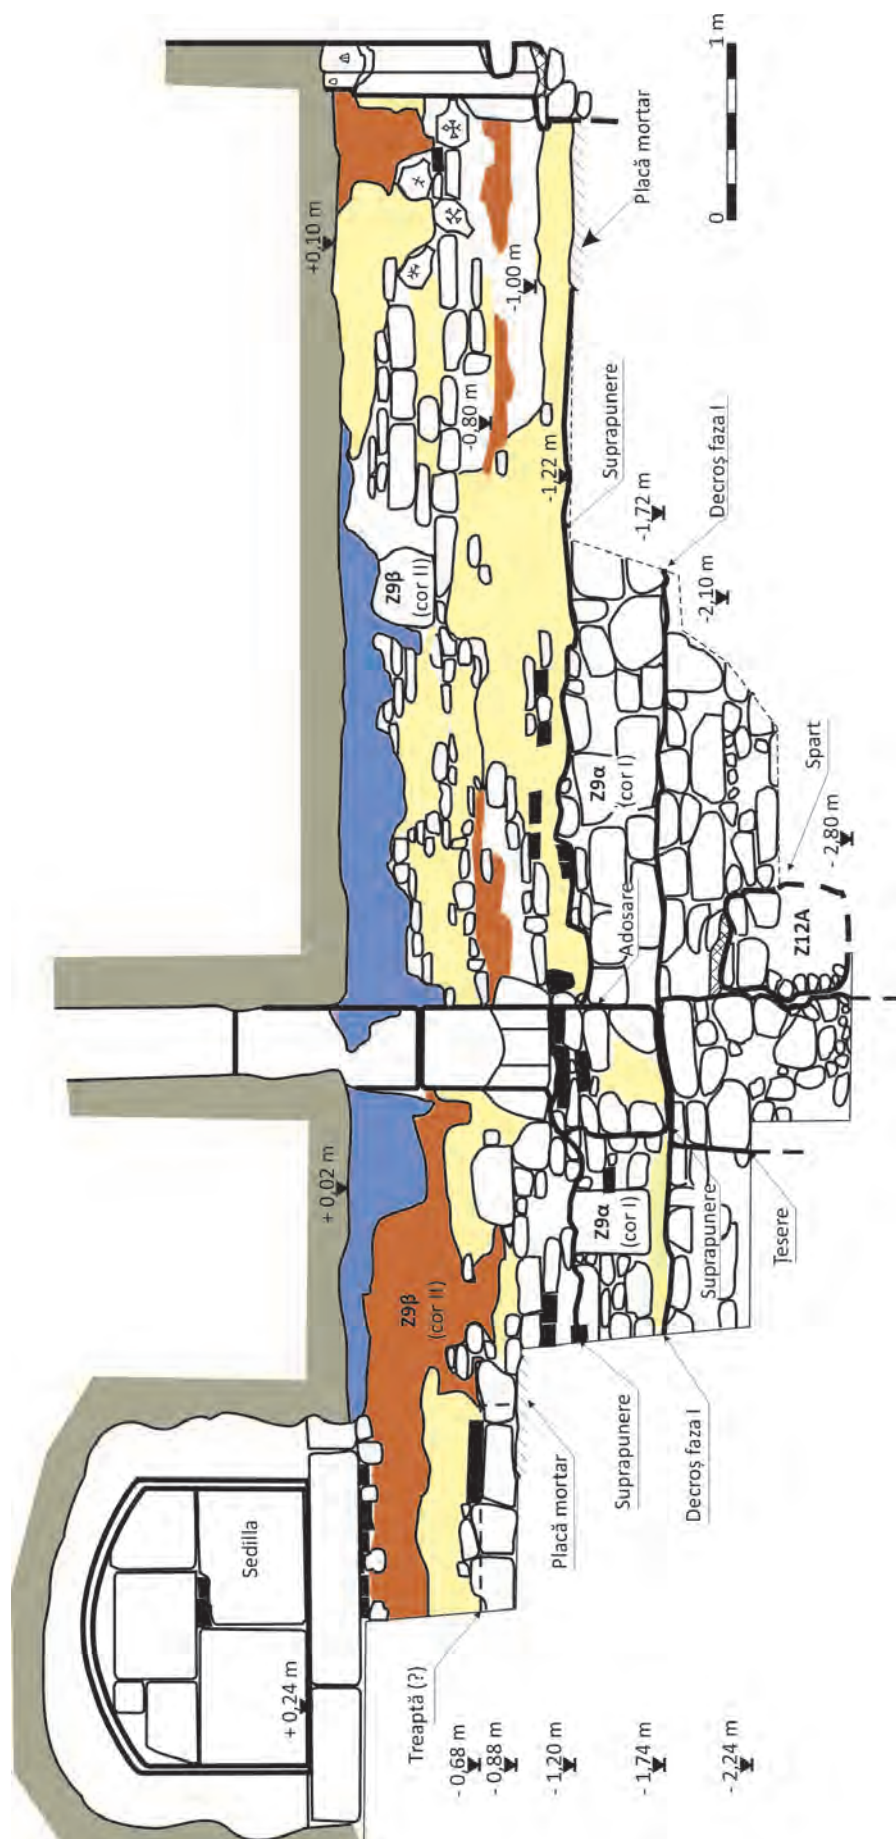 Sedilla
+ 0,24 m
+ 0,02 m
+0,10 m
Z9β
(cor II)
Z9β
(cor II)
-0,80 m
-1,00 m
-1,22 m
Treaptă (?)
- 0,68 m
- 0,88 m
- 1,20 m
- 1,74 m
- 2,24 m
Placă mortar
Suprapunere
Decroș faza I
Z9α
(cor I)
Suprapunere
Țesere
Adosare
Z9α
(cor I)
Z12A
Spart
- 2,80 m
-2,10 m
-1,72 m
Decroș faza I
Suprapunere
Placă mortar
0
1 m